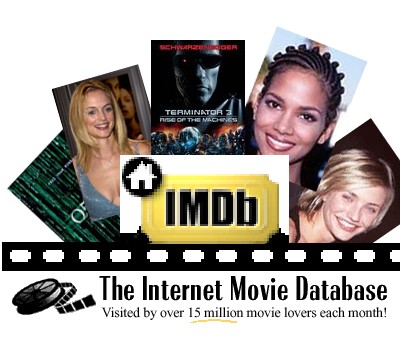 SCHWARZENEGGER
TERMINATOR 3
RISE OF THE MACHINES
IMDb
The Internet Movie Database
Visited by over 15 million movie lovers each month!